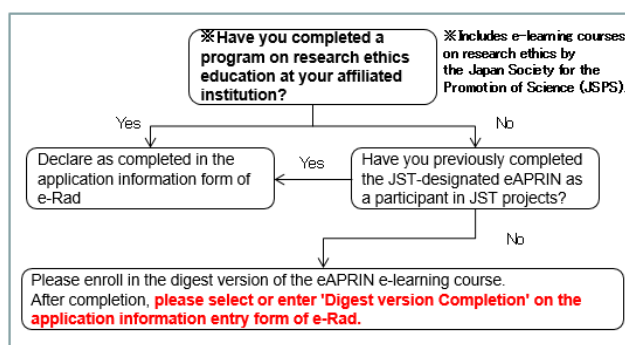 ※Have you completed a
program on research ethics
education at your affiliated
institution?
※Includes e-learning courses
on research ethics by
the Japan Society for the
Promotion of Science (JSPS).
Yes
No
Declare as completed in the
application information form of
e-Rad
Yes
Have you previously completed
the JST-designated eAPRIN as
a participant in JST projects?
No
Please enroll in the digest version of the eAPRIN e-learning course.
After completion, please select or enter 'Digest version Completion' on the
application information entry form of e-Rad.